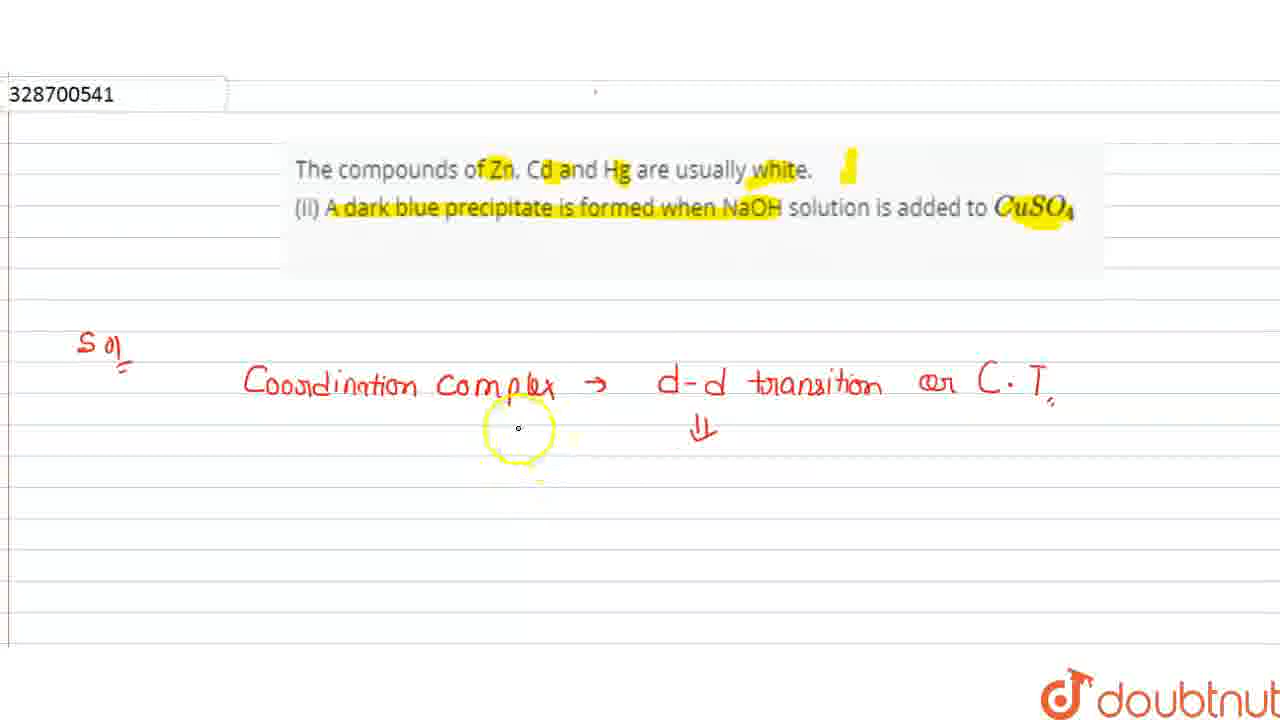 328700541
The compounds of Zn, Cd and Hg are usually white.
(ii) A dark blue precipitate is formed when NaOH solution is added to CuSO₄
Sol
Coordination complex → d-d transition or C.T.
⇓
doubtnut